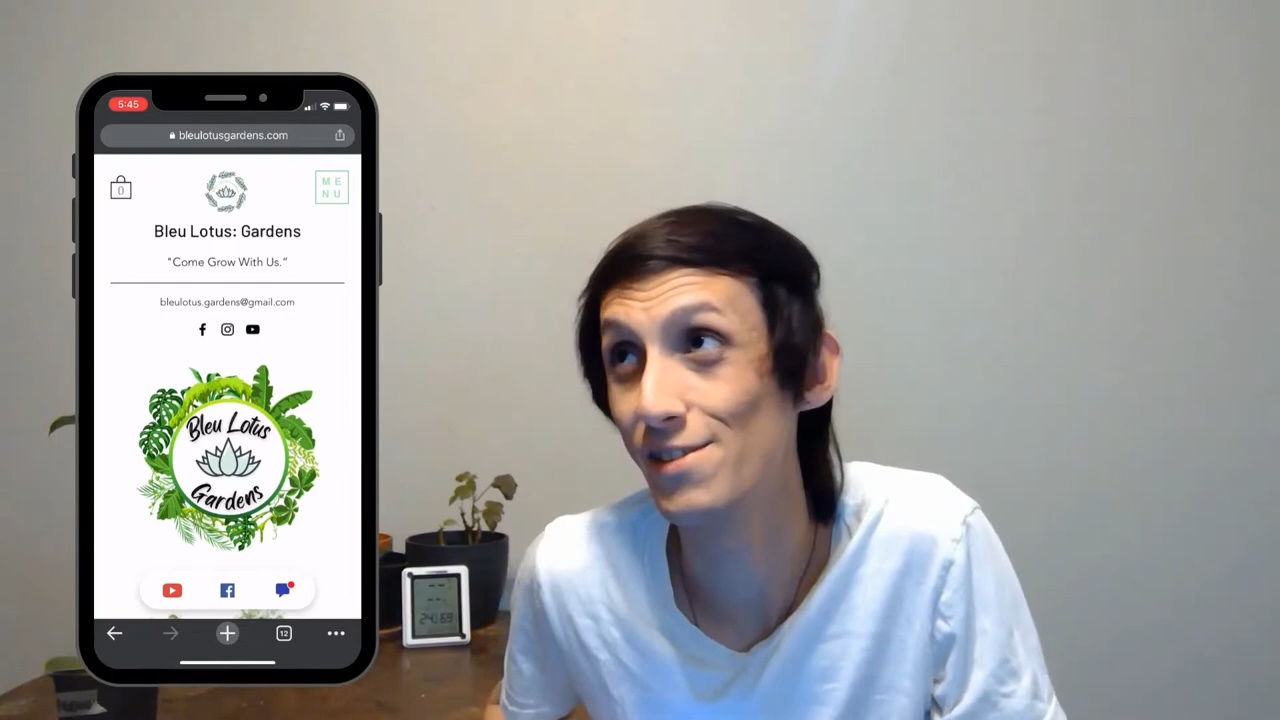 5:45
bleulotusgardens.com
0
ME
NU
Bleu Lotus: Gardens
"Come Grow With Us."
bleulotus.gardens@gmail.com
Bleu Lotus
Gardens
12